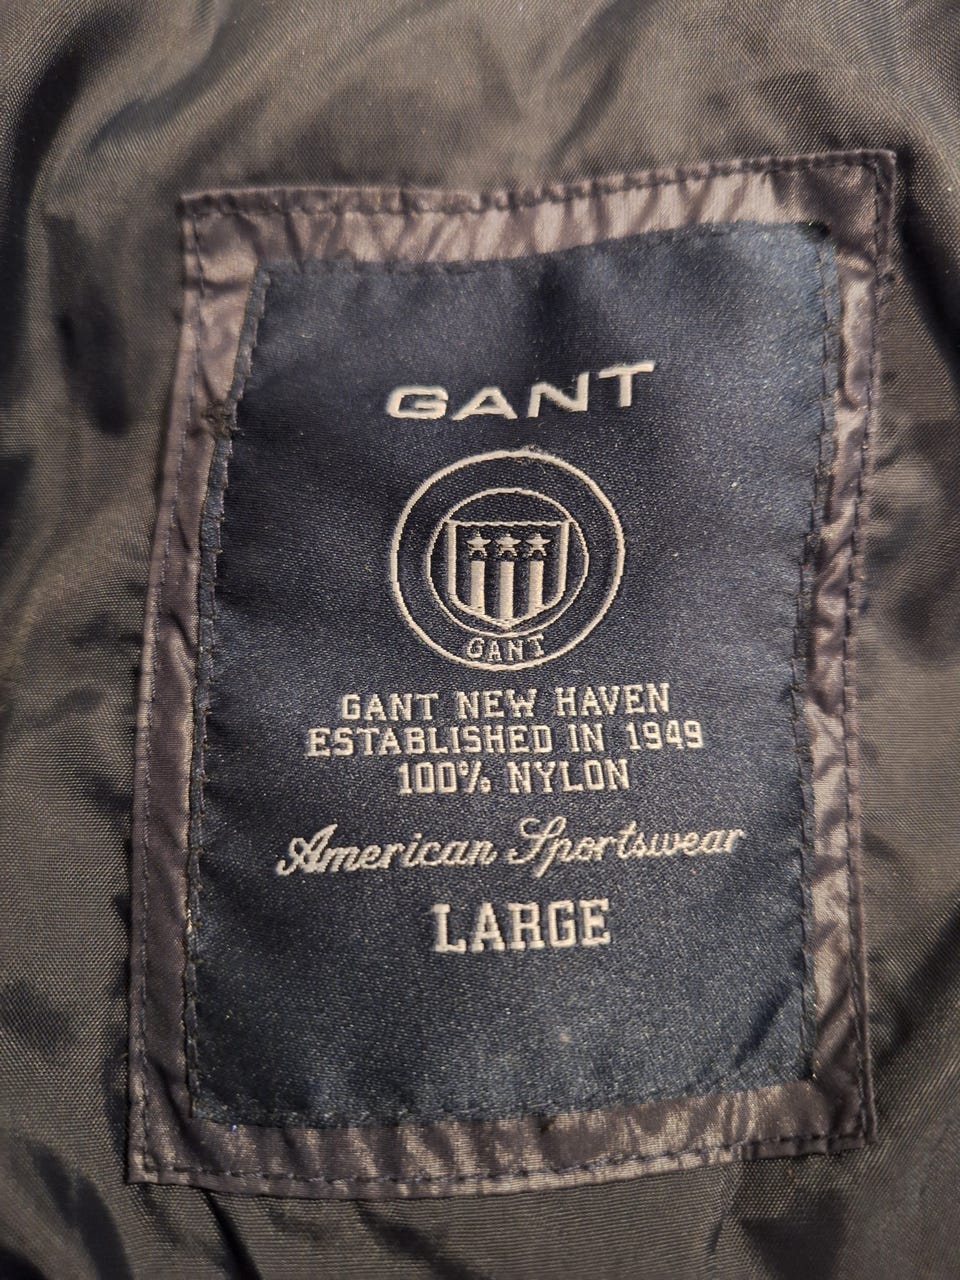 GANT
GANT
GANT NEW HAVEN
ESTABLISHED IN 1949
100% NYLON
American Sportswear
LARGE